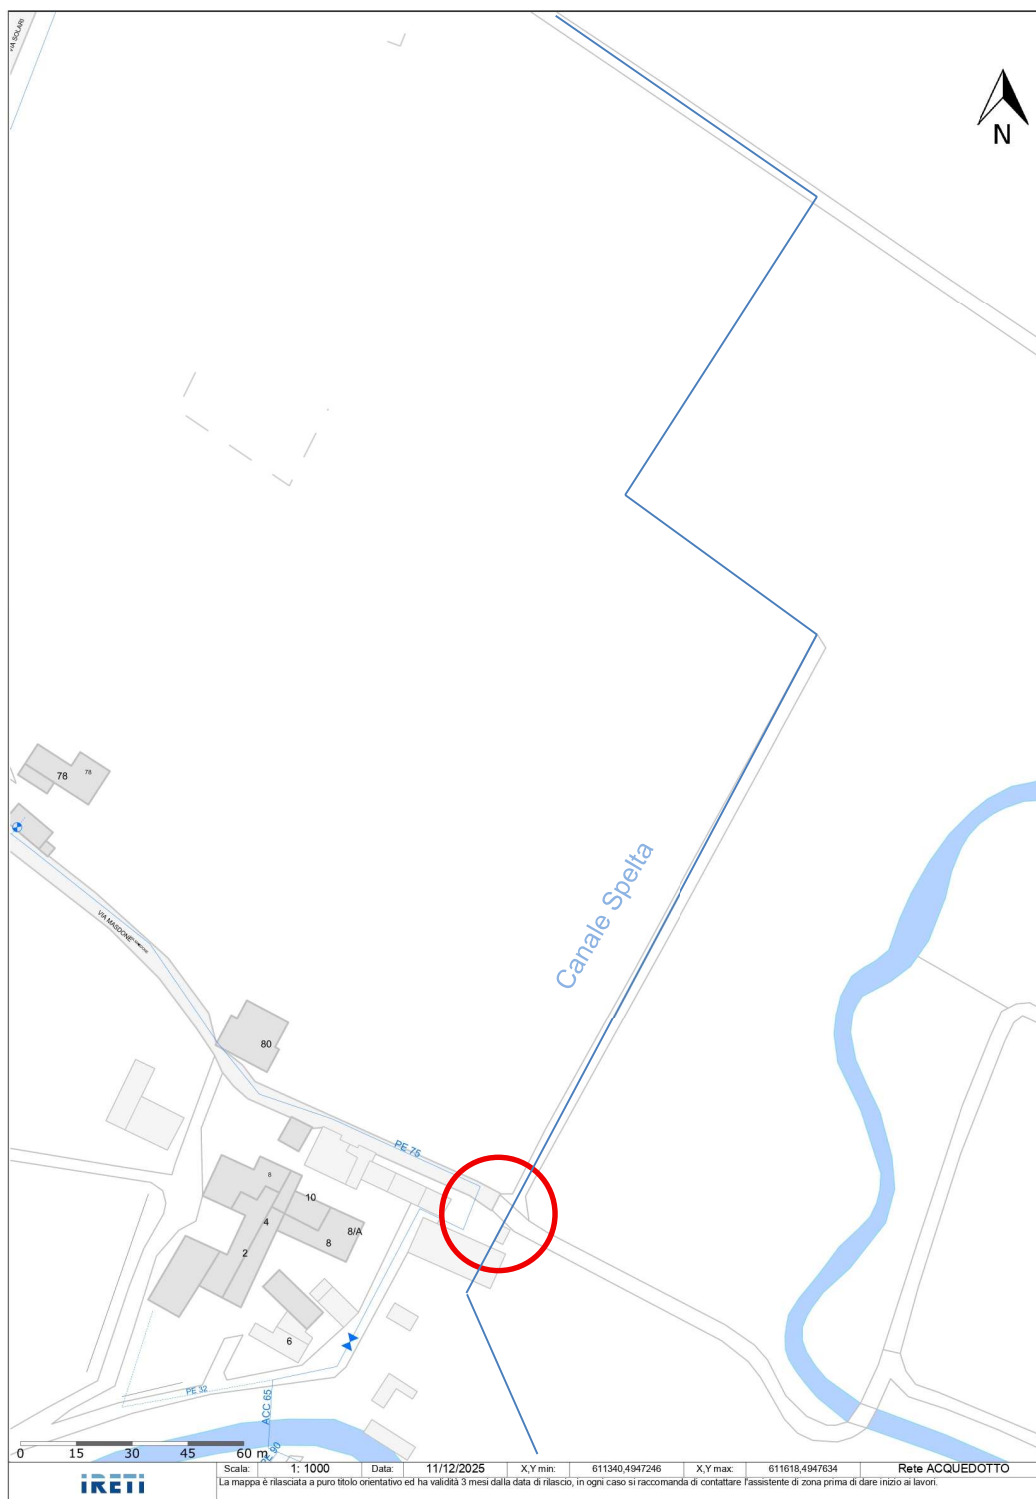 VIA SOLARI
N
Canale Spelta
78
78
VIA MASDONE
80
PE 75
8
10
4
8/A
8
2
6
PE 32
ACC 65
0 15 30 45 60 m
iRETI
Scala: 1: 1000 Data: 11/12/2025 X,Y min: 611340,4947246 X,Y max: 611618,4947634 Rete ACQUEDOTTO
La mappa è rilasciata a puro titolo orientativo ed ha validità 3 mesi dalla data di rilascio, in ogni caso si raccomanda di contattare l'assistente di zona prima di dare inizio ai lavori.